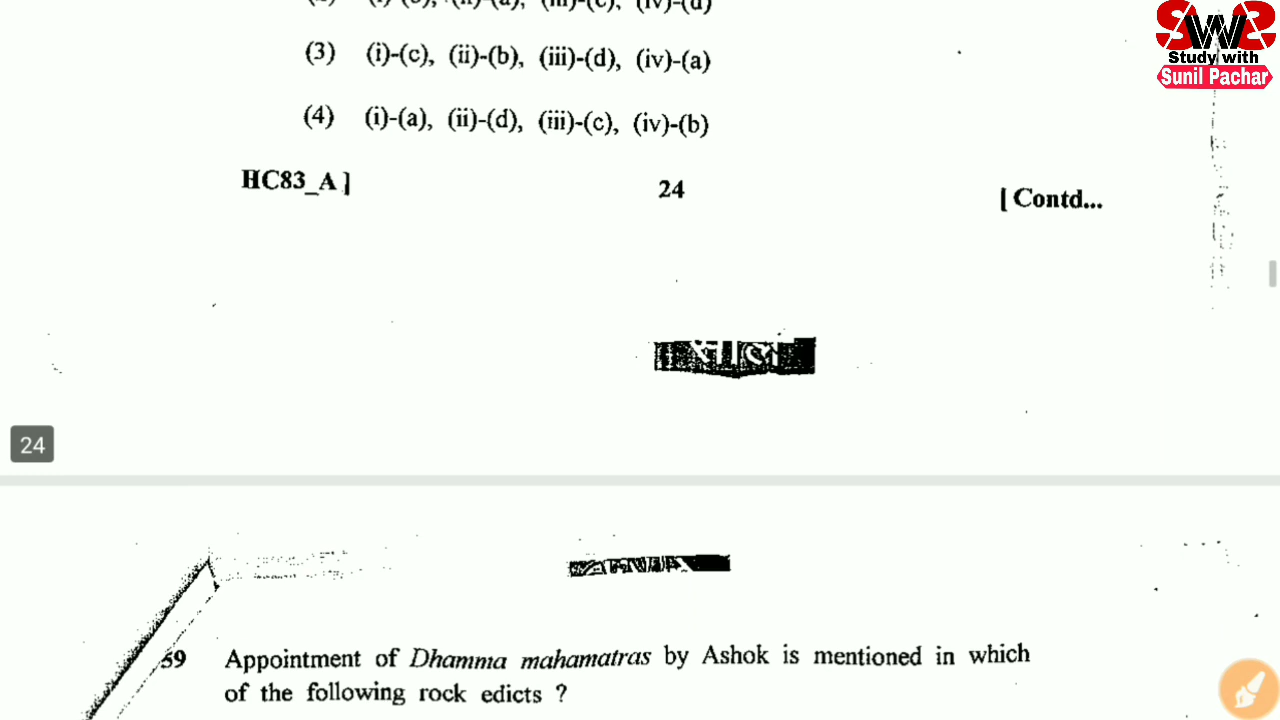 (3) (i)-(c), (ii)-(b), (iii)-(d), (iv)-(a)
(4) (i)-(a), (ii)-(d), (iii)-(c), (iv)-(b)
HC83_A ] 24 [ Contd...
24
59 Appointment of Dhamma mahamatras by Ashok is mentioned in which
of the following rock edicts ?
SWS
Study with
Sunil Pachar